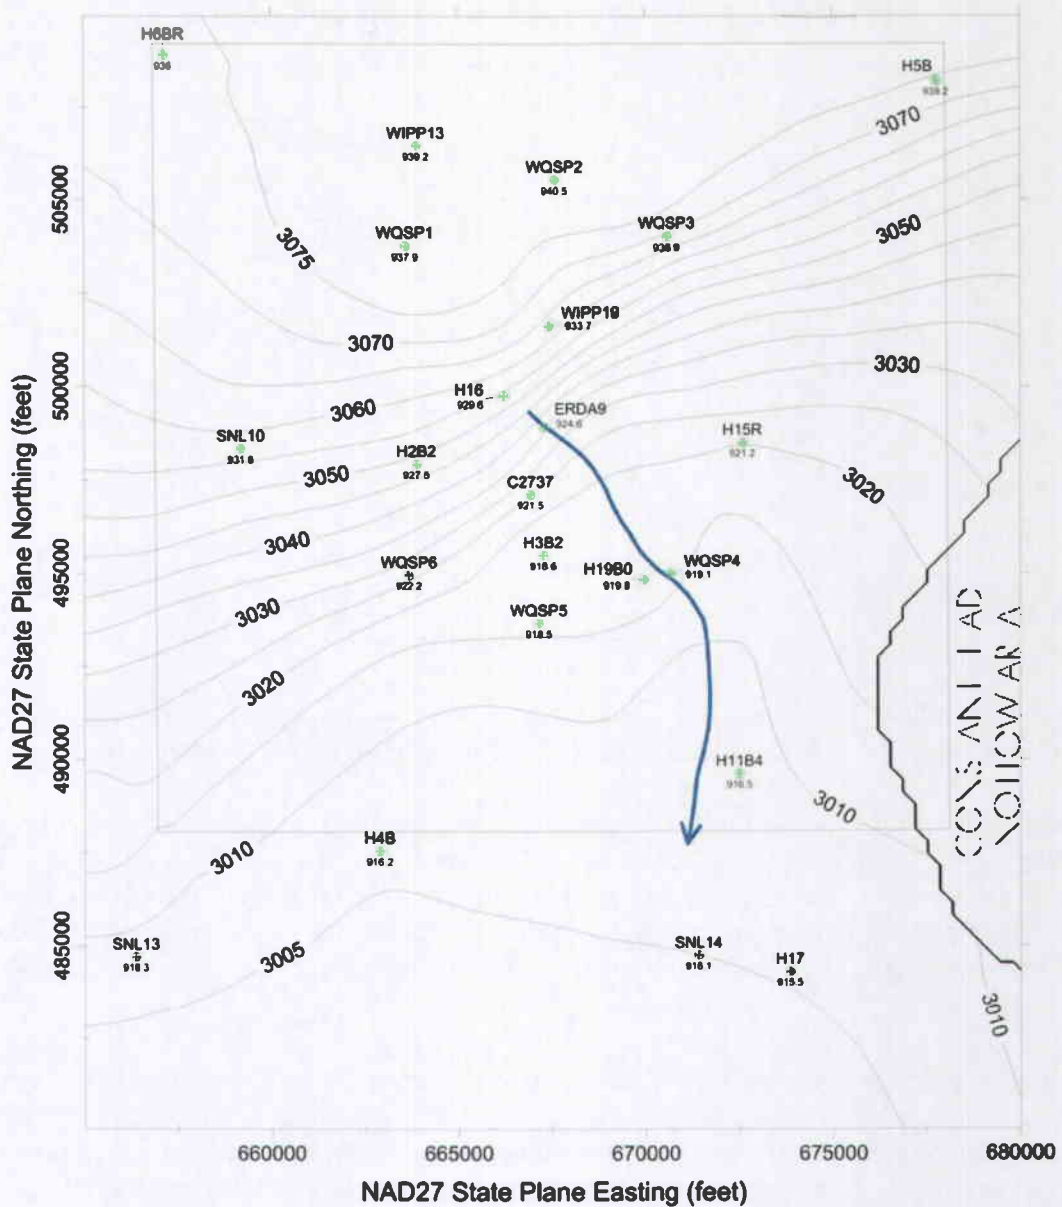 H6BR
936
H5B
939.2
3070
WIPP13
939.2
WQSP2
940.5
505000
WQSP1
937.9
WQSP3
936.9
3050
3075
WIPP19
933.7
3070
3030
500000
H16
929.6
3060
ERDA9
924.6
SNL10
931.6
H2B2
927.5
H15R
921.2
3050
C2737
921.5
3020
3040
H3B2
918.6
495000
WQSP6
922.2
H19B0
919.8
WQSP4
919.1
3030
WQSP5
918.5
3020
NAD27 State Plane Northing (feet)
490000
H11B4
916.5
3010
3010
H4B
916.2
485000
SNL13
916.3
3005
SNL14
916.1
H17
915.5
3010
660000
665000
670000
675000
680000
NAD27 State Plane Easting (feet)